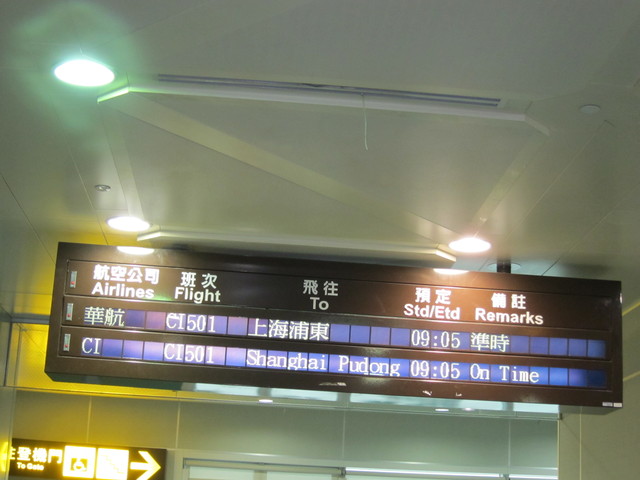 航空公司 班次 飛往 預定 備註
Airlines Flight To Std/Etd Remarks
華航 CI501 上海浦東 09:05 準時
CI CI501 Shanghai Pudong 09:05 On Time
登機門
To Gate